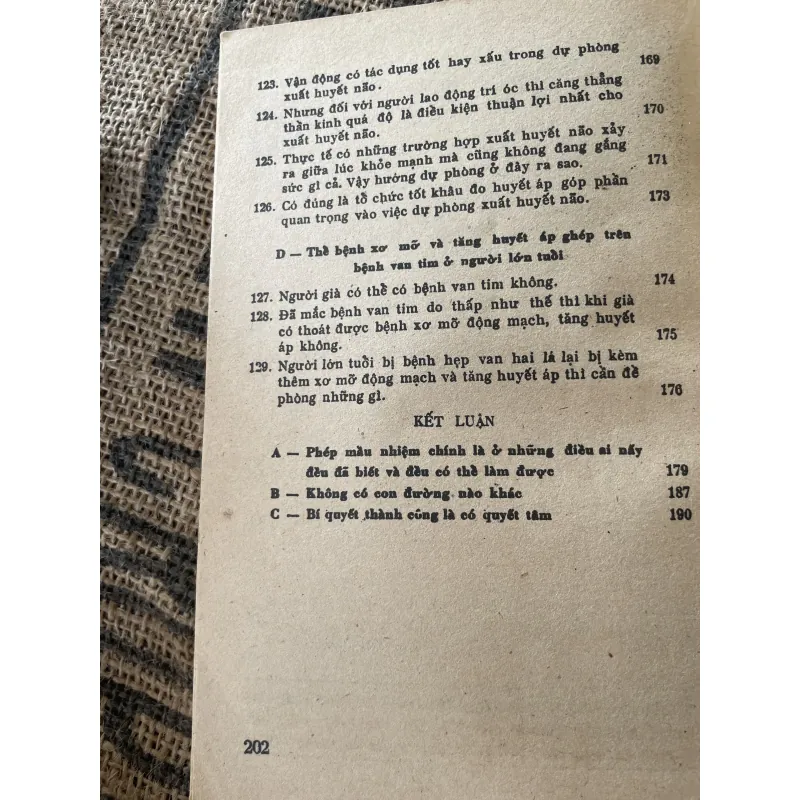 123. Vận động có tác dụng tốt hay xấu trong dự phòng
xuất huyết não. 169
124. Nhưng đối với người lao động trí óc thì căng thẳng
thần kinh quá độ là điều kiện thuận lợi nhất cho
xuất huyết não. 170
125. Thực tế có những trường hợp xuất huyết não xảy
ra giữa lúc khỏe mạnh mà cũng không đang gắng
sức gì cả. Vậy hướng dự phòng ở đây ra sao. 171
126. Có đúng là tổ chức tốt khâu đo huyết áp góp phần
quan trọng vào việc dự phòng xuất huyết não. 173
D — Thể bệnh xơ mỡ và tăng huyết áp ghép trên
bệnh van tim ở người lớn tuổi
127. Người già có thể có bệnh van tim không. 174
128. Đã mắc bệnh van tim do thấp như thế thì khi già
có thoát được bệnh xơ mỡ động mạch, tăng huyết
áp không. 175
129. Người lớn tuổi bị bệnh hẹp van hai lá lại bị kèm
thêm xơ mỡ động mạch và tăng huyết áp thì cần đề
phòng những gì. 176
KẾT LUẬN
A — Phép mầu nhiệm chính là ở những điều ai nấy
đều đã biết và đều có thể làm được 179
B — Không có con đường nào khác 187
C — Bí quyết thành công là có quyết tâm 190
202